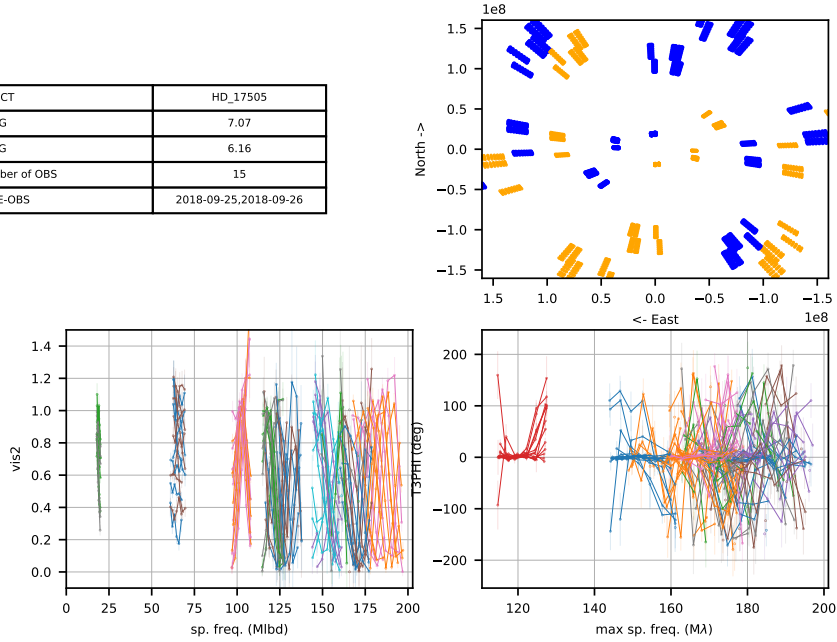 1e8
CT HD_17505
G 7.07
G 6.16
ber of OBS 15
E-OBS 2018-09-25,2018-09-26
North ->
1.5
1.0
0.5
0.0
−0.5
−1.0
−1.5
1.5 1.0 0.5 0.0 −0.5 −1.0 −1.5
1e8
<- East
vis2
1.4
1.2
1.0
0.8
0.6
0.4
0.2
0.0
0 25 50 75 100 125 150 175 200
sp. freq. (Mlbd)
T3PHI (deg)
200
100
0
−100
−200
120 140 160 180 200
max sp. freq. (Mλ)